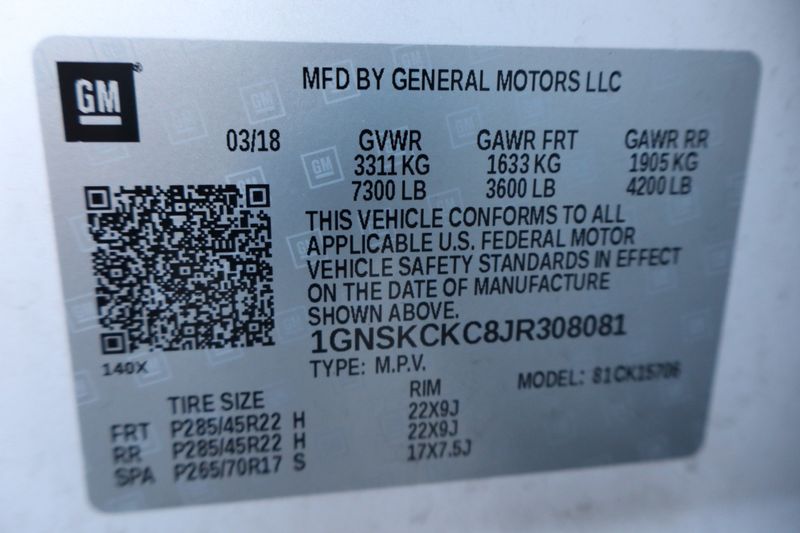 GM
MFD BY GENERAL MOTORS LLC
03/18 GVWR GAWR FRT GAWR RR
3311 KG 1633 KG 1905 KG
7300 LB 3600 LB 4200 LB
THIS VEHICLE CONFORMS TO ALL
APPLICABLE U.S. FEDERAL MOTOR
VEHICLE SAFETY STANDARDS IN EFFECT
ON THE DATE OF MANUFACTURE
SHOWN ABOVE.
1GNSKCKC8JR308081
140X TYPE: M.P.V. MODEL: 81CK15706
TIRE SIZE RIM
FRT P285/45R22 H 22X9J
RR P285/45R22 H 22X9J
SPA P265/70R17 S 17X7.5J